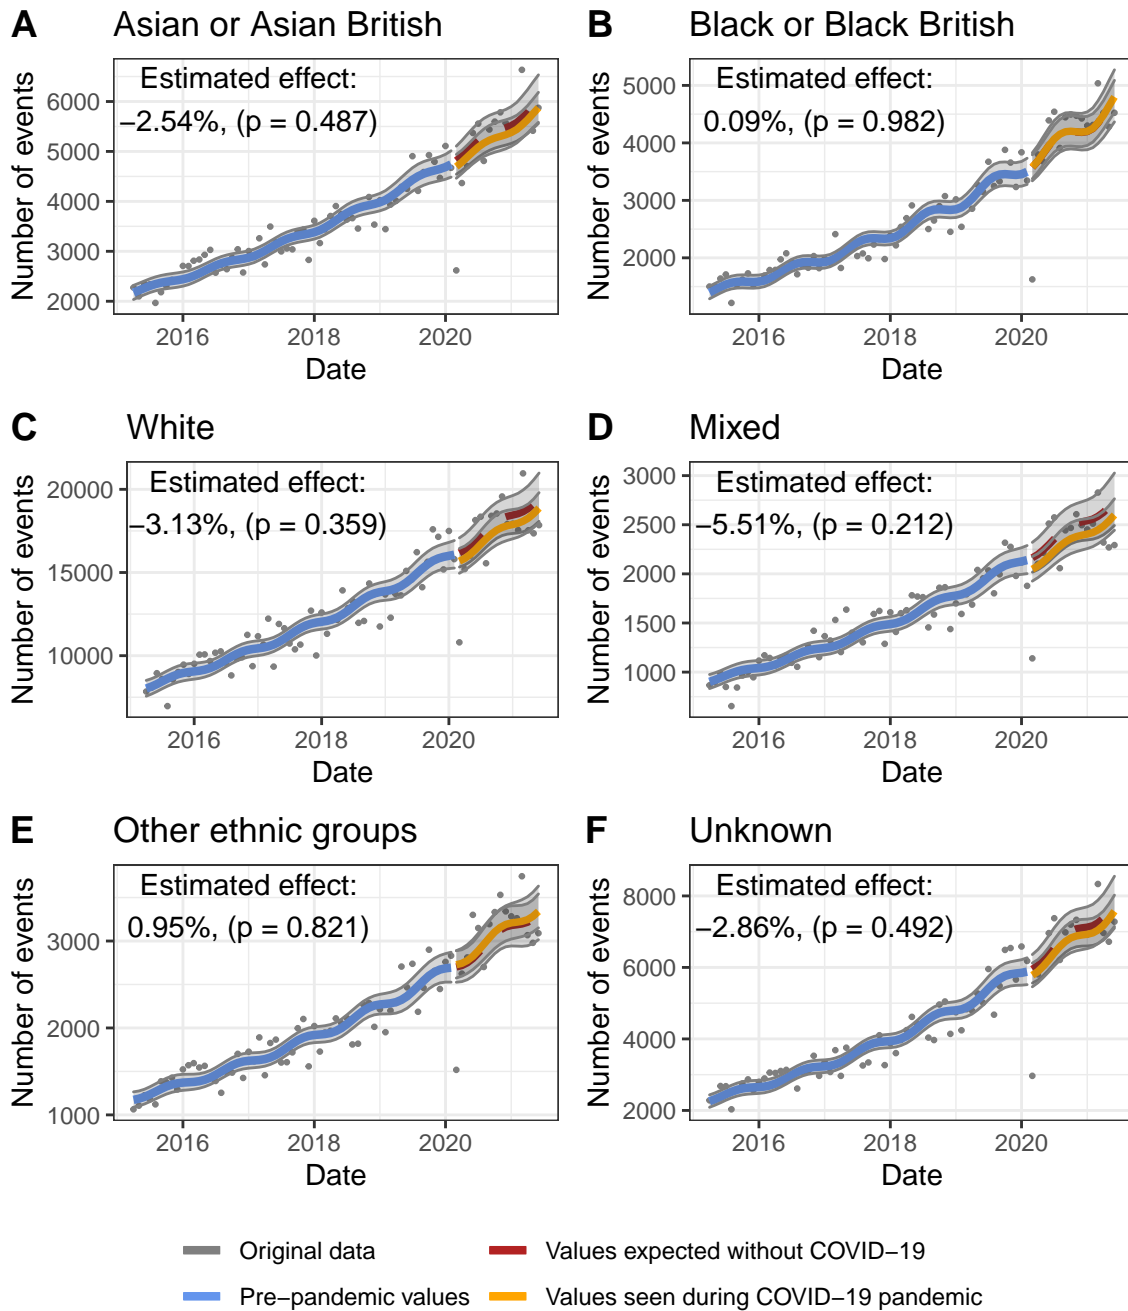 A Asian or Asian British
Number of events
Estimated effect:
−2.54%, (p = 0.487)
6000
5000
4000
3000
2000
2016 2018 2020
Date
B Black or Black British
Number of events
Estimated effect:
0.09%, (p = 0.982)
5000
4000
3000
2000
2016 2018 2020
Date
C White
Number of events
Estimated effect:
−3.13%, (p = 0.359)
20000
15000
10000
2016 2018 2020
Date
D Mixed
Number of events
Estimated effect:
−5.51%, (p = 0.212)
3000
2500
2000
1500
1000
2016 2018 2020
Date
E Other ethnic groups
Number of events
Estimated effect:
0.95%, (p = 0.821)
3000
2000
1000
2016 2018 2020
Date
F Unknown
Number of events
Estimated effect:
−2.86%, (p = 0.492)
8000
6000
4000
2000
2016 2018 2020
Date
Original data
Values expected without COVID−19
Pre−pandemic values
Values seen during COVID−19 pandemic